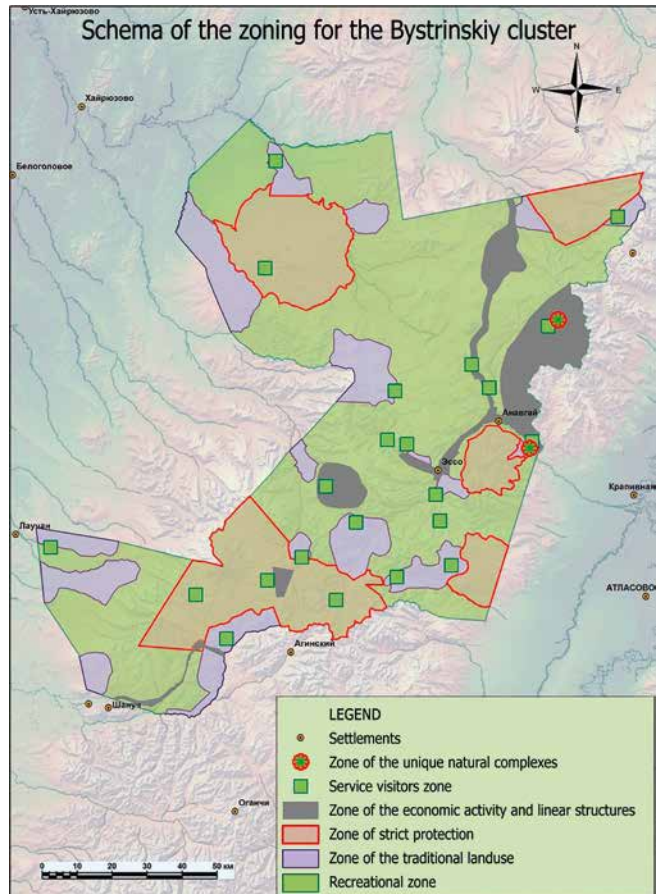 Усть-Хайрюзово
Schema of the zoning for the Bystrinskiy cluster
N
W E
S
Хайрюзово
Белоголовое
Анавгай
Эссо
Крапивная
Лаучан
АТЛАСОВО
Агинский
Шануч
Оганчи
LEGEND
Settlements
Zone of the unique natural complexes
Service visitors zone
Zone of the economic activity and linear structures
Zone of strict protection
Zone of the traditional landuse
Recreational zone
0 10 20 30 40 50 км